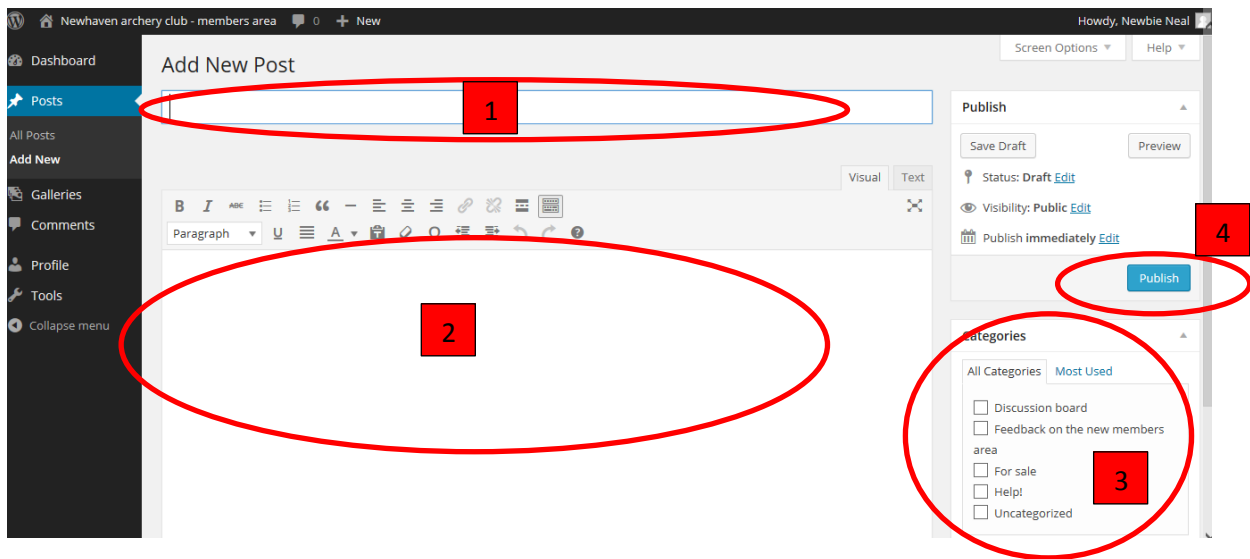 Newhaven archery club - members area 0 + New Howdy, Newbie Neal
Screen Options Help
Dashboard
Posts
All Posts
Add New
Galleries
Comments
Profile
Tools
Collapse menu
Add New Post
1
Visual Text
B I ABC
Paragraph U A
2
Publish
Save Draft Preview
Status: Draft Edit
Visibility: Public Edit
Publish immediately Edit
4
Publish
Categories
All Categories Most Used
Discussion board
Feedback on the new members
area
For sale
Help!
Uncategorized
3